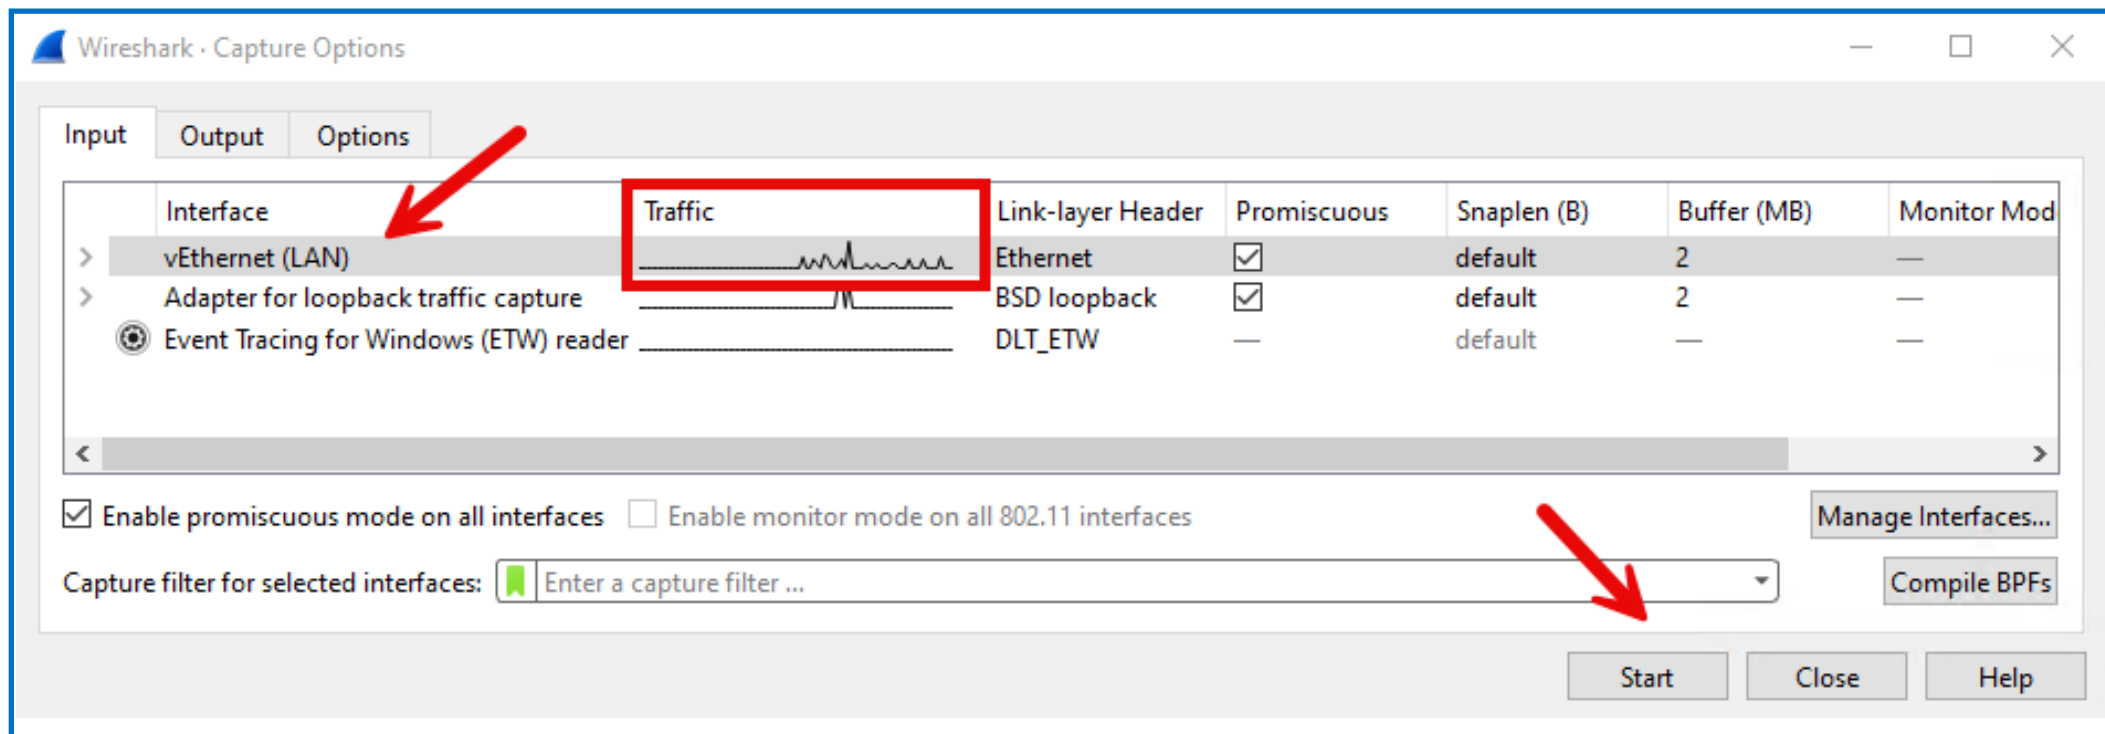 Wireshark · Capture Options
Input Output Options
Interface Traffic Link-layer Header Promiscuous Snaplen (B) Buffer (MB) Monitor Mod
vEthernet (LAN) Ethernet default 2 —
Adapter for loopback traffic capture BSD loopback default 2 —
Event Tracing for Windows (ETW) reader DLT_ETW — default — —
Enable promiscuous mode on all interfaces Enable monitor mode on all 802.11 interfaces Manage Interfaces...
Capture filter for selected interfaces: Enter a capture filter ... Compile BPFs
Start Close Help